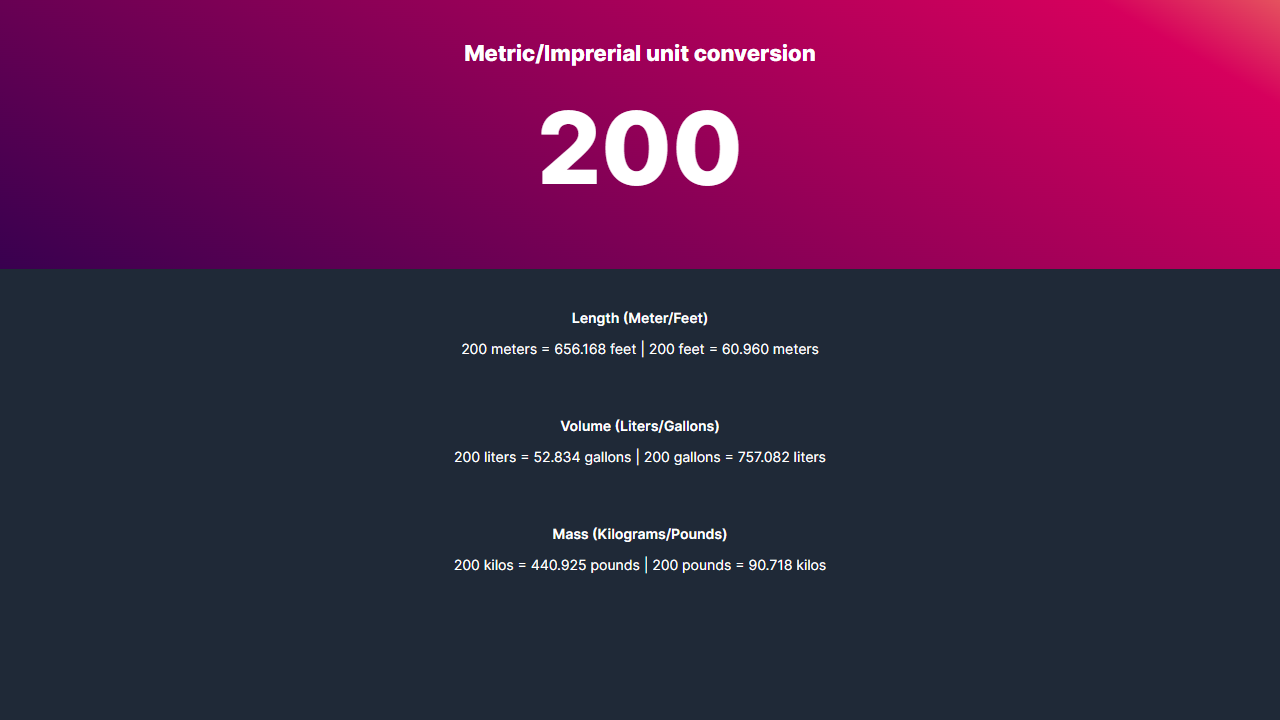 Metric/Imprerial unit conversion
200
Length (Meter/Feet)
200 meters = 656.168 feet | 200 feet = 60.960 meters
Volume (Liters/Gallons)
200 liters = 52.834 gallons | 200 gallons = 757.082 liters
Mass (Kilograms/Pounds)
200 kilos = 440.925 pounds | 200 pounds = 90.718 kilos